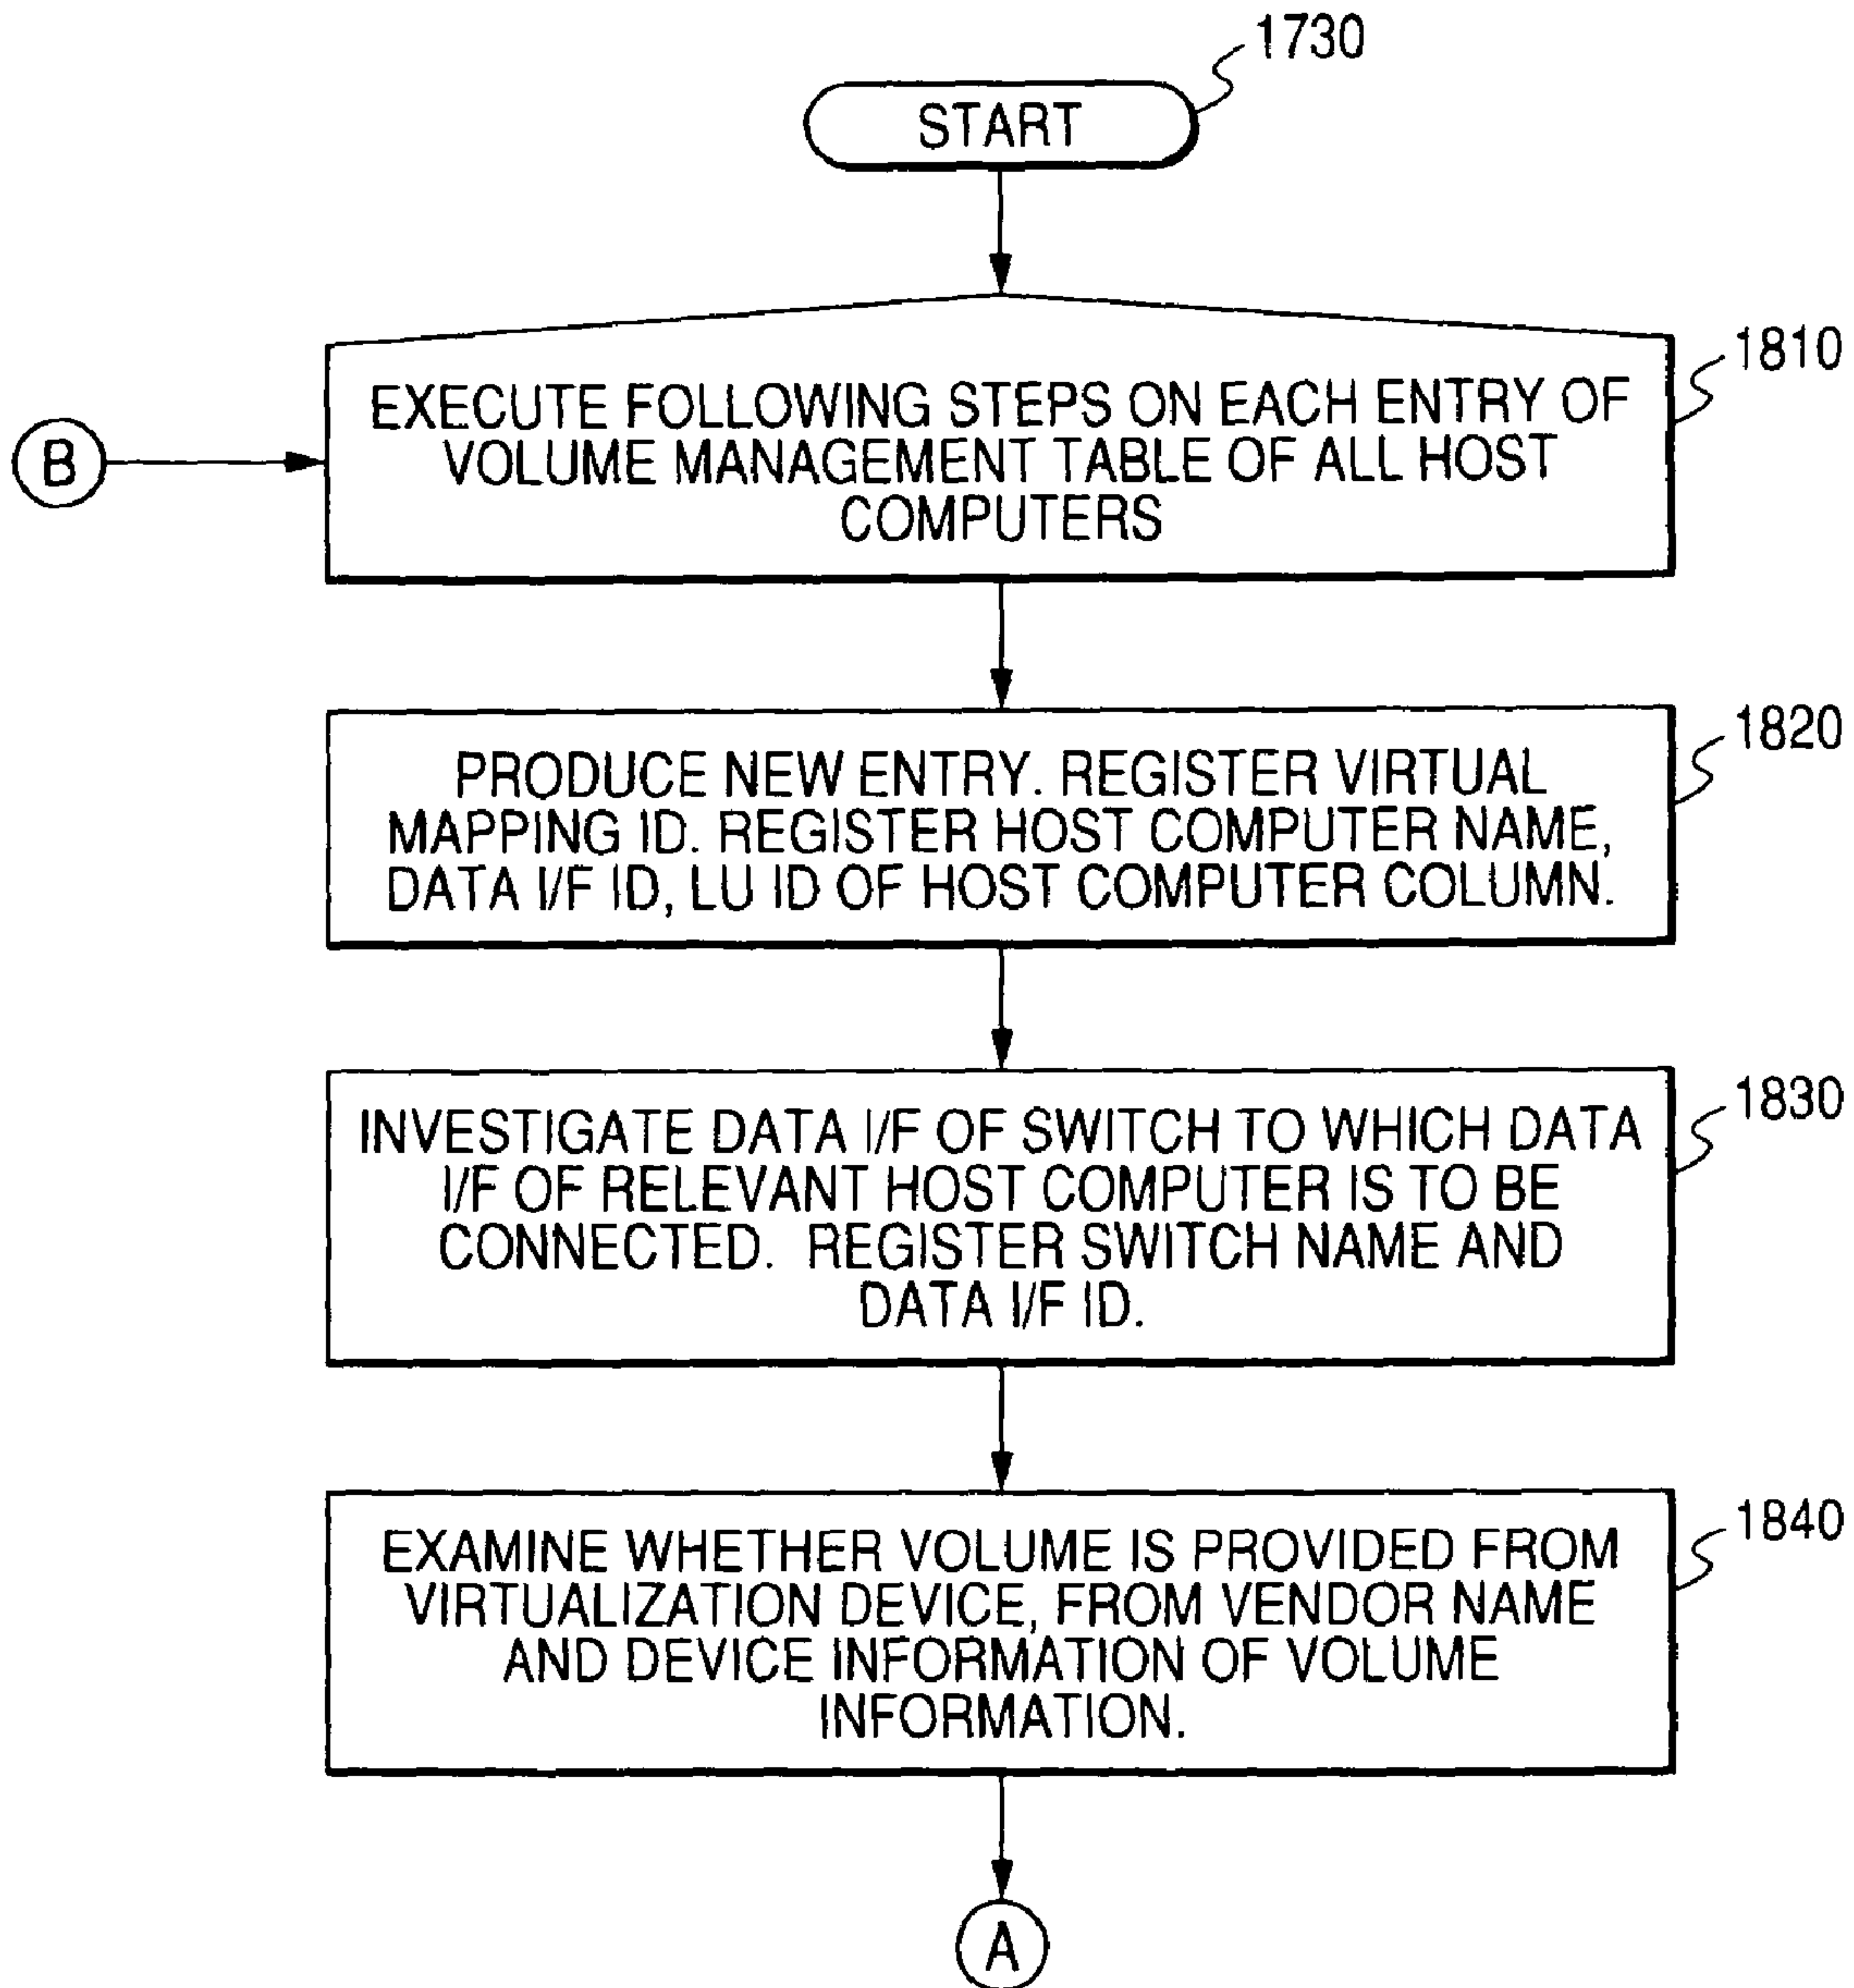 1730
START
1810
EXECUTE FOLLOWING STEPS ON EACH ENTRY OF
VOLUME MANAGEMENT TABLE OF ALL HOST
COMPUTERS
B
1820
PRODUCE NEW ENTRY. REGISTER VIRTUAL
MAPPING ID. REGISTER HOST COMPUTER NAME,
DATA I/F ID, LU ID OF HOST COMPUTER COLUMN.
1830
INVESTIGATE DATA I/F OF SWITCH TO WHICH DATA
I/F OF RELEVANT HOST COMPUTER IS TO BE
CONNECTED. REGISTER SWITCH NAME AND
DATA I/F ID.
1840
EXAMINE WHETHER VOLUME IS PROVIDED FROM
VIRTUALIZATION DEVICE, FROM VENDOR NAME
AND DEVICE INFORMATION OF VOLUME
INFORMATION.
A